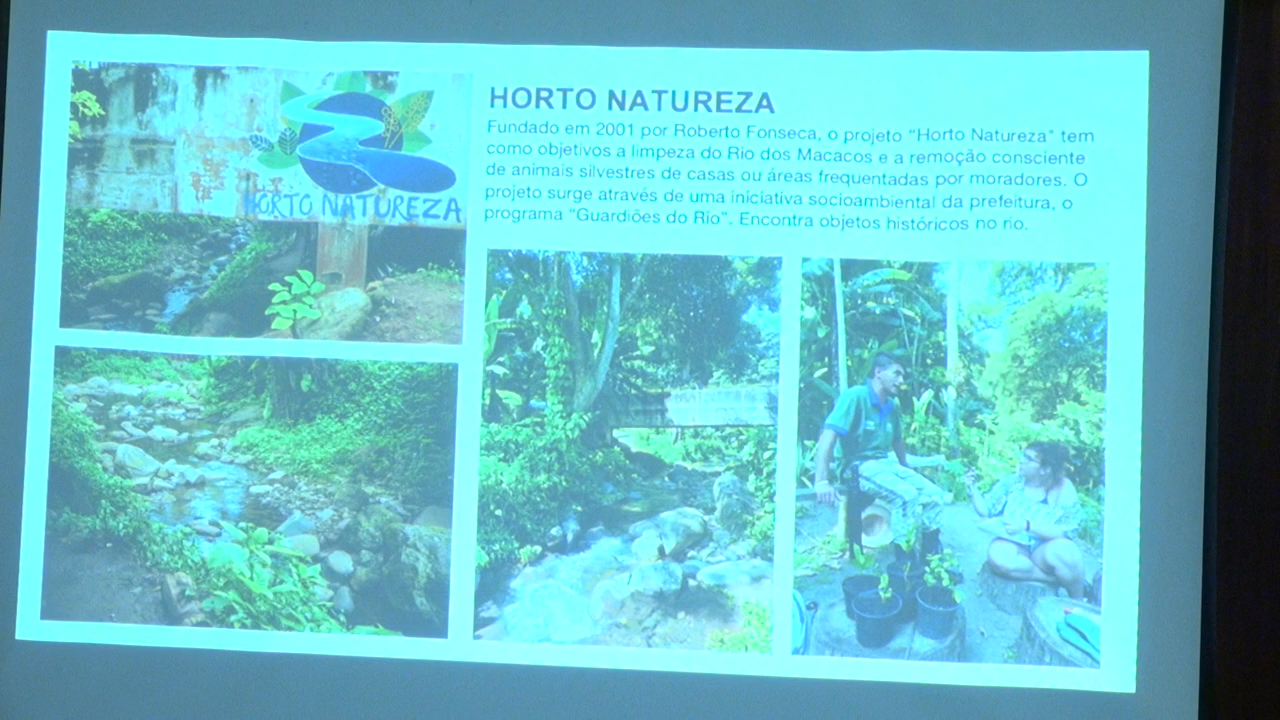 HORTO NATUREZA
HORTO NATUREZA
Fundado em 2001 por Roberto Fonseca, o projeto "Horto Natureza" tem
como objetivos a limpeza do Rio dos Macacos e a remoção consciente
de animais silvestres de casas ou áreas frequentadas por moradores. O
projeto surge através de uma iniciativa socioambiental da prefeitura, o
programa "Guardiões do Rio". Encontra objetos históricos no rio.